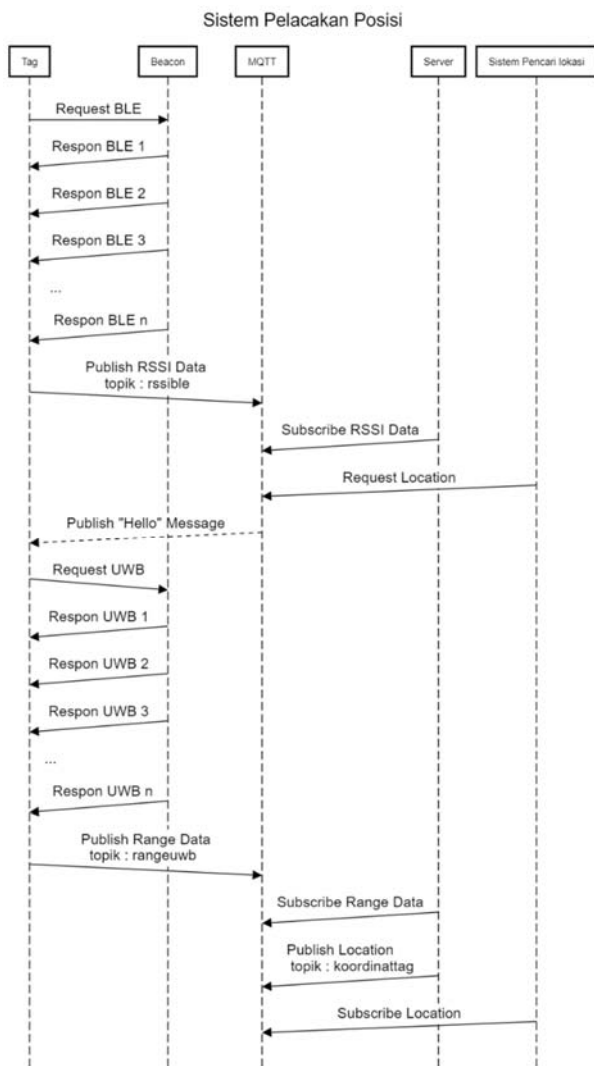 Sistem Pelacakan Posisi
Tag
Beacon
MQTT
Server
Sistem Pencari lokasi
Request BLE
Respon BLE 1
Respon BLE 2
Respon BLE 3
...
Respon BLE n
Publish RSSI Data
topik : rssible
Subscribe RSSI Data
Request Location
Publish "Hello" Message
Request UWB
Respon UWB 1
Respon UWB 2
Respon UWB 3
...
Respon UWB n
Publish Range Data
topik : rangeuwb
Subscribe Range Data
Publish Location
topik : koordinattag
Subscribe Location